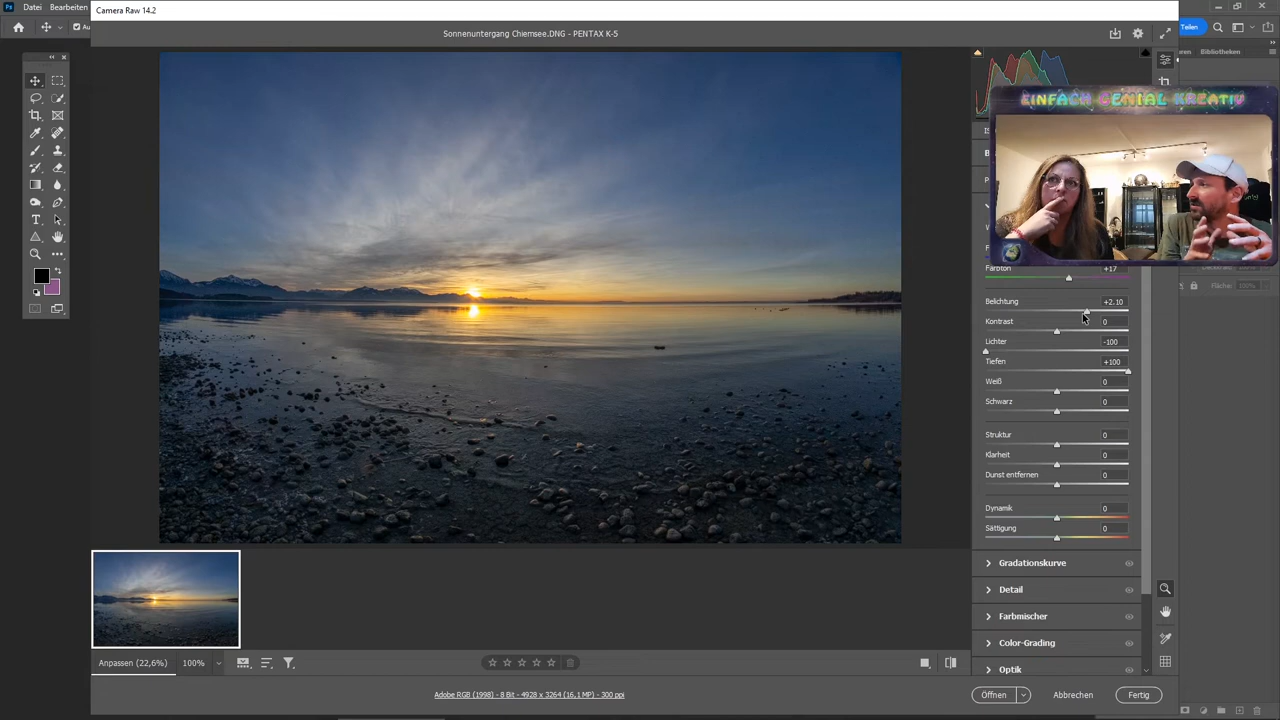 Camera Raw 14.2
Datei Bearbeiten
Teilen
Sonnenuntergang Chiemsee.DNG - PENTAX K-5
Bibliotheken
EINFACH GENIAL KREATIV
Farbton +17
Belichtung +2.10
Kontrast 0
Lichter -100
Tiefen +100
Weiß 0
Schwarz 0
Struktur 0
Klarheit 0
Dunst entfernen 0
Dynamik 0
Sättigung 0
Gradationskurve
Detail
Farbmischer
Color-Grading
Optik
Fläche: 100%
Anpassen (22,6%) 100%
Adobe RGB (1998) - 8 Bit - 4928 x 3264 (16,1 MP) - 300 ppi
Öffnen Abbrechen Fertig